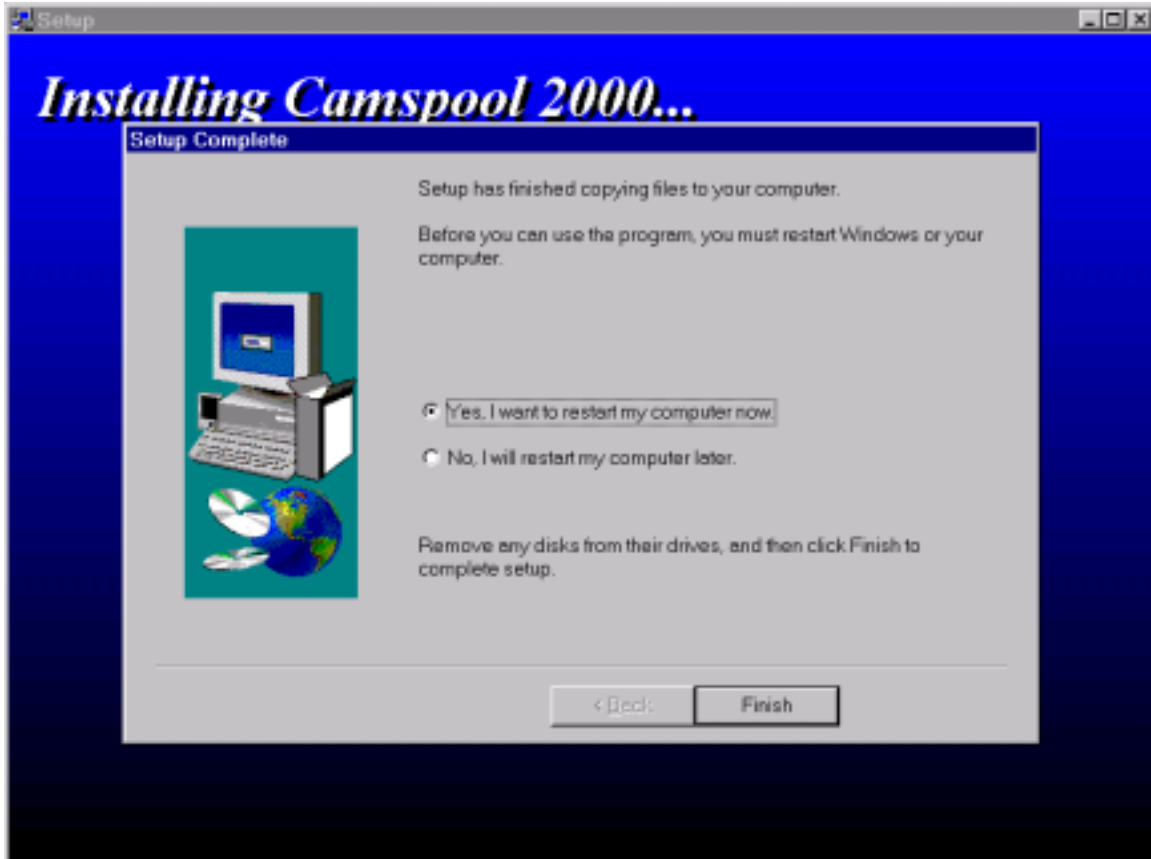 Setup
Installing Camspool 2000...
Setup Complete
Setup has finished copying files to your computer.
Before you can use the program, you must restart Windows or your
computer.
Yes, I want to restart my computer now.
No, I will restart my computer later.
Remove any disks from their drives, and then click Finish to
complete setup.
< Back
Finish